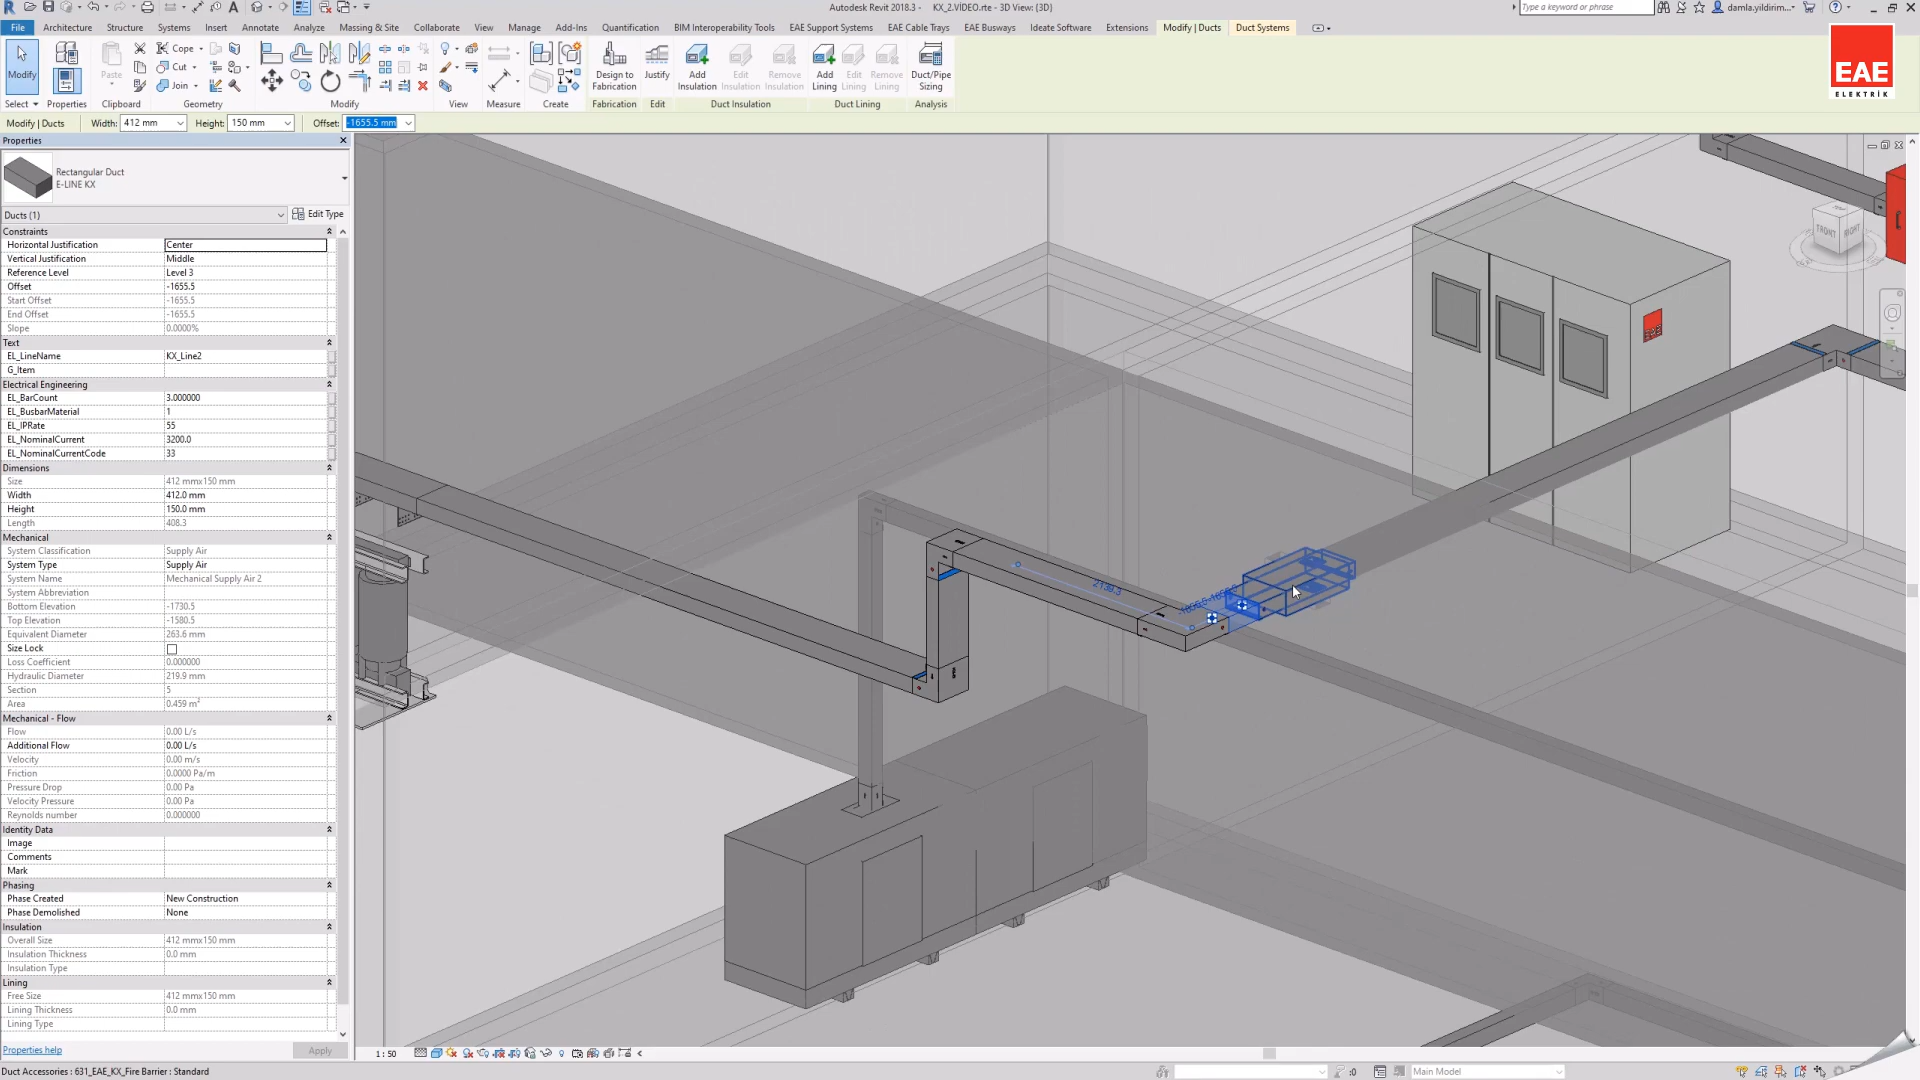 Autodesk Revit 2018.3 - KX_2.VİDEO.rte - 3D View: {3D}
Type a keyword or phrase
damla.yildirim...
File Architecture Structure Systems Insert Annotate Analyze Massing & Site Collaborate View Manage Add-Ins Quantification BIM Interoperability Tools EAE Support Systems EAE Cable Trays EAE Busways Ideate Software Extensions Modify | Ducts Duct Systems
Modify
Paste
Cope
Cut
Join
Design to Fabrication
Justify
Add Insulation
Edit Insulation
Remove Insulation
Add Lining
Edit Lining
Remove Lining
Duct/Pipe Sizing
Select Properties Clipboard Geometry Modify View Measure Create Fabrication Edit Duct Insulation Duct Lining Analysis
EAE
ELEKTRİK
Modify | Ducts Width: 412 mm Height: 150 mm Offset: -1655.5 mm
Properties
Rectangular Duct
E-LINE KX
Ducts (1) Edit Type
Constraints
Horizontal Justification Center
Vertical Justification Middle
Reference Level Level 3
Offset -1655.5
Start Offset -1655.5
End Offset -1655.5
Slope 0.0000%
Text
EL_LineName KX_Line2
G_Item
Electrical Engineering
EL_BarCount 3.000000
EL_BusbarMaterial 1
EL_IPRate 55
EL_NominalCurrent 3200.0
EL_NominalCurrentCode 33
Dimensions
Size 412 mmx150 mm
Width 412.0 mm
Height 150.0 mm
Length 408.3
Mechanical
System Classification Supply Air
System Type Supply Air
System Name Mechanical Supply Air 2
System Abbreviation
Bottom Elevation -1730.5
Top Elevation -1580.5
Equivalent Diameter 263.6 mm
Size Lock
Loss Coefficient 0.000000
Hydraulic Diameter 219.9 mm
Section 5
Area 0.459 m²
Mechanical - Flow
Flow 0.00 L/s
Additional Flow 0.00 L/s
Velocity 0.00 m/s
Friction 0.0000 Pa/m
Pressure Drop 0.00 Pa
Velocity Pressure 0.00 Pa
Reynolds number 0.000000
Identity Data
Image
Comments
Mark
Phasing
Phase Created New Construction
Phase Demolished None
Insulation
Overall Size 412 mmx150 mm
Insulation Thickness 0.0 mm
Insulation Type
Lining
Free Size 412 mmx150 mm
Lining Thickness 0.0 mm
Lining Type
Properties help Apply
FRONT RIGHT
EAE
2139.3
1 : 50
Duct Accessories : 631_EAE_KX_Fire Barrier : Standard
:0
Main Model